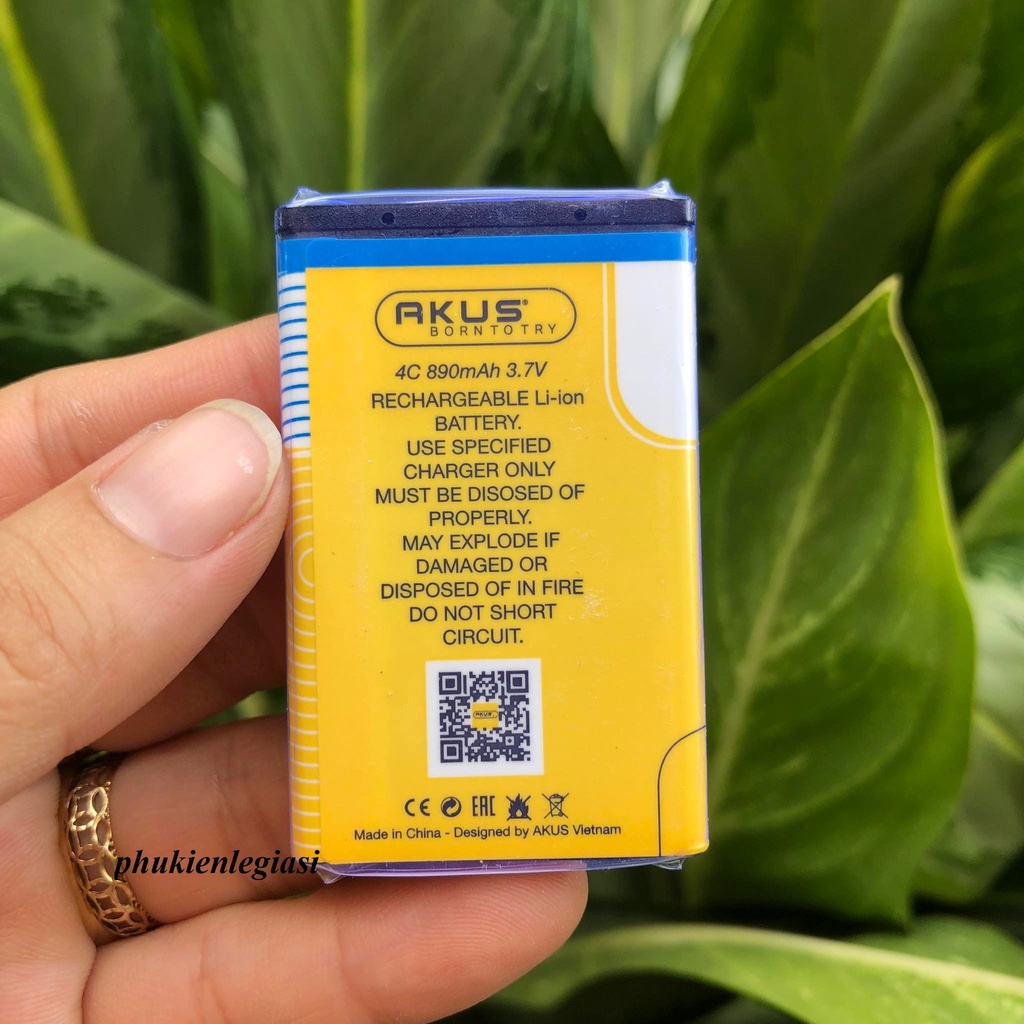 AKUS®
BORN TO TRY
4C 890mAh 3.7V
RECHARGEABLE Li-ion
BATTERY.
USE SPECIFIED
CHARGER ONLY
MUST BE DISOSED OF
PROPERLY.
MAY EXPLODE IF
DAMAGED OR
DISPOSED OF IN FIRE
DO NOT SHORT
CIRCUIT.
AKUS
CE EAC
Made in China - Designed by AKUS Vietnam
phukienlegiasi